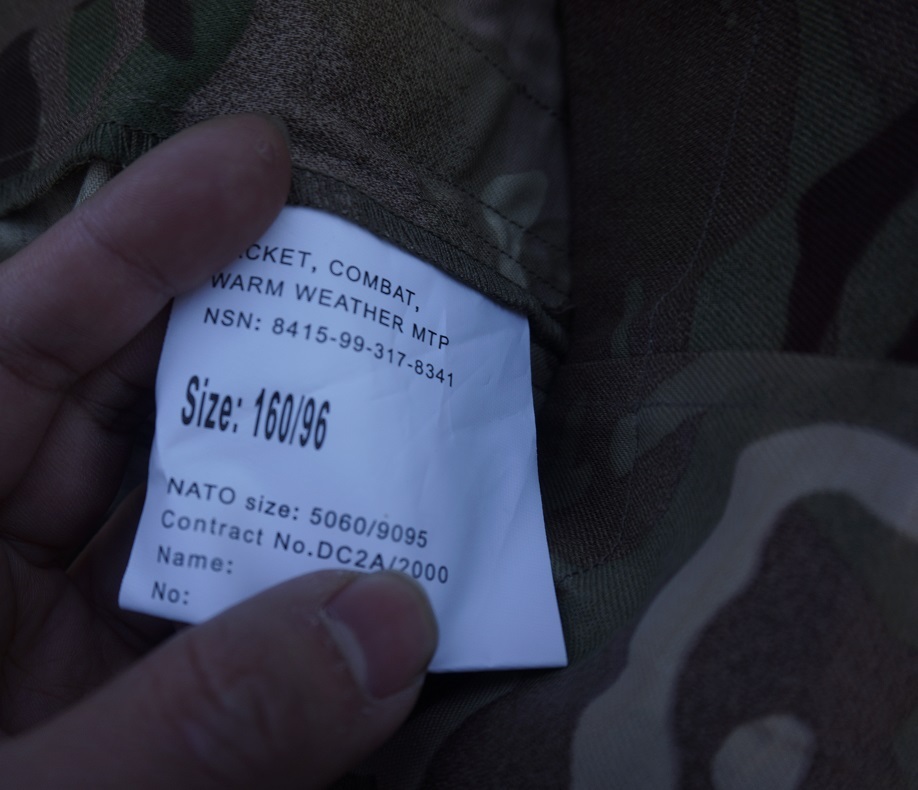 CKET, COMBAT,
WARM WEATHER MTP
NSN: 8415-99-317-8341
Size: 160/96
NATO size: 5060/9095
Contract No.DC2A/2000
Name:
No: